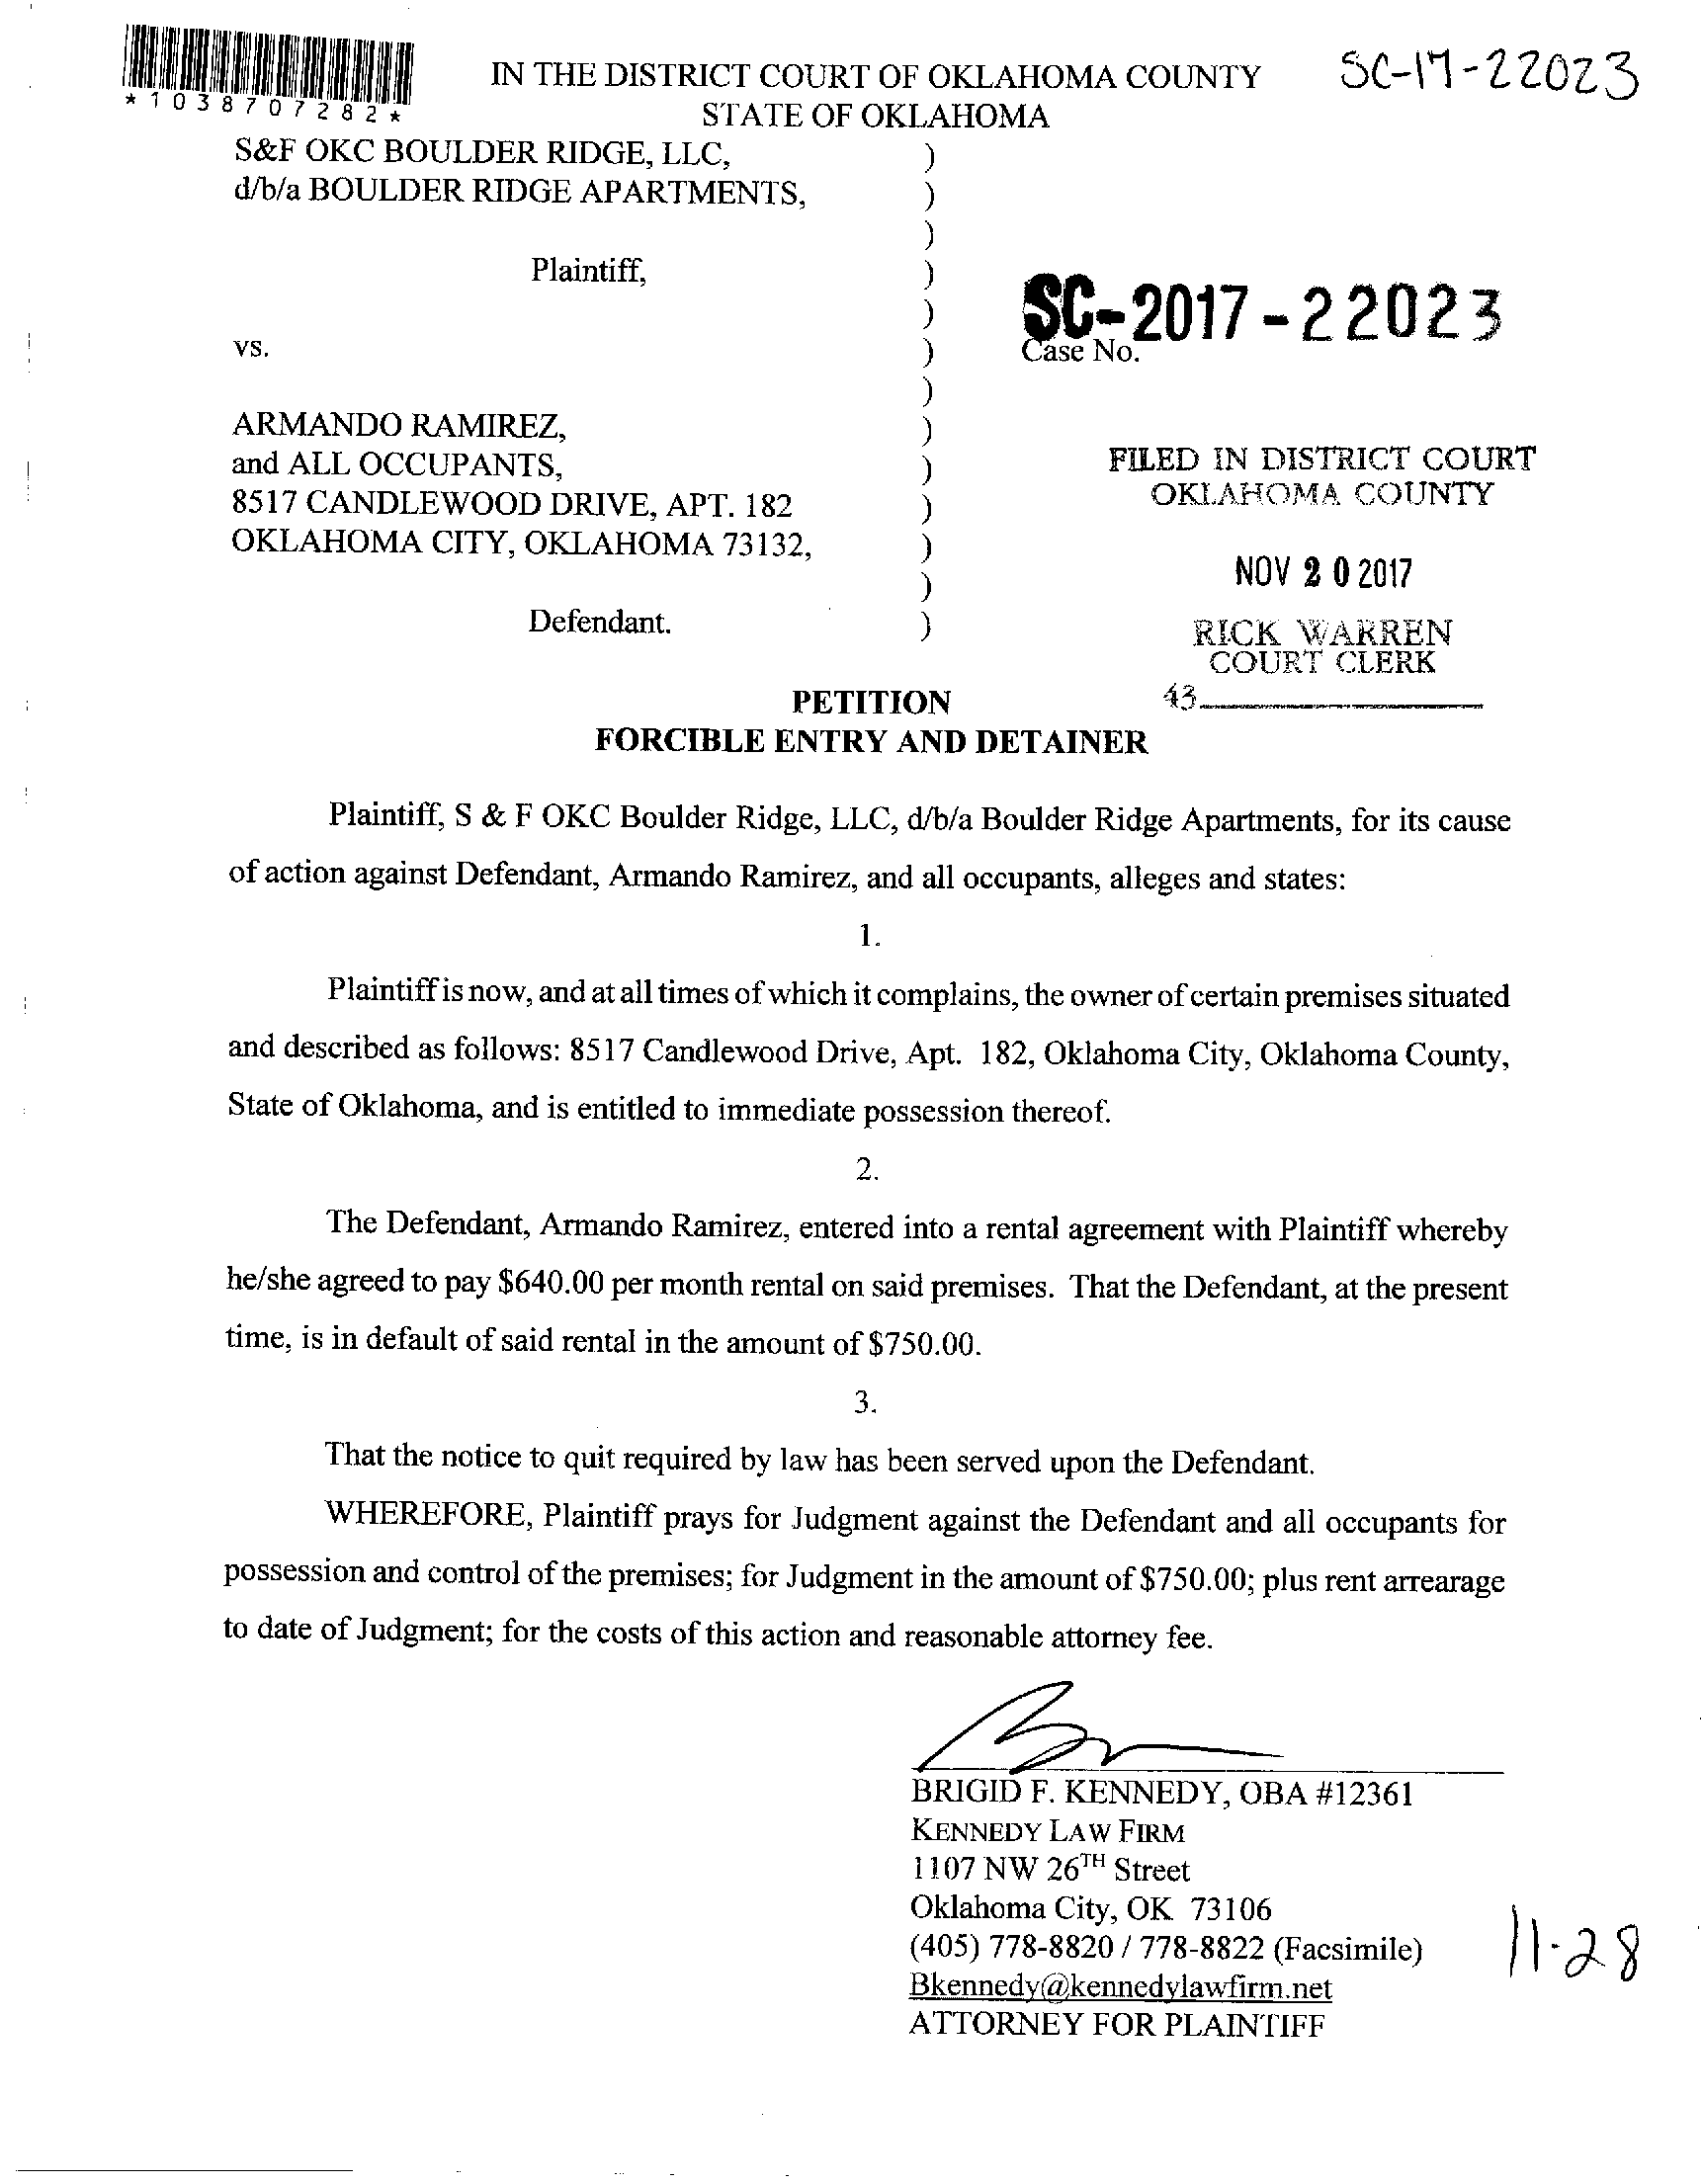 IN THE DISTRICT COURT OF OKLAHOMA COUNTY
SC-17-22023
*1038707282*
STATE OF OKLAHOMA
S&F OKC BOULDER RIDGE, LLC, )
d/b/a BOULDER RIDGE APARTMENTS, )
)
Plaintiff, )
)
SC-2017-22023
vs. ) Case No.
)
ARMANDO RAMIREZ, )
and ALL OCCUPANTS, )
8517 CANDLEWOOD DRIVE, APT. 182 )
OKLAHOMA CITY, OKLAHOMA 73132, )
)
Defendant. )
FILED IN DISTRICT COURT
OKLAHOMA COUNTY
NOV 20 2017
RICK WARREN
COURT CLERK
43
PETITION
FORCIBLE ENTRY AND DETAINER
Plaintiff, S & F OKC Boulder Ridge, LLC, d/b/a Boulder Ridge Apartments, for its cause
of action against Defendant, Armando Ramirez, and all occupants, alleges and states:
1.
Plaintiff is now, and at all times of which it complains, the owner of certain premises situated
and described as follows: 8517 Candlewood Drive, Apt. 182, Oklahoma City, Oklahoma County,
State of Oklahoma, and is entitled to immediate possession thereof.
2.
The Defendant, Armando Ramirez, entered into a rental agreement with Plaintiff whereby
he/she agreed to pay $640.00 per month rental on said premises. That the Defendant, at the present
time, is in default of said rental in the amount of $750.00.
3.
That the notice to quit required by law has been served upon the Defendant.
WHEREFORE, Plaintiff prays for Judgment against the Defendant and all occupants for
possession and control of the premises; for Judgment in the amount of $750.00; plus rent arrearage
to date of Judgment; for the costs of this action and reasonable attorney fee.
BRIGID F. KENNEDY, OBA #12361
KENNEDY LAW FIRM
1107 NW 26TH Street
Oklahoma City, OK 73106
(405) 778-8820 / 778-8822 (Facsimile)
Bkennedy@kennedylawfirm.net
ATTORNEY FOR PLAINTIFF
11-28